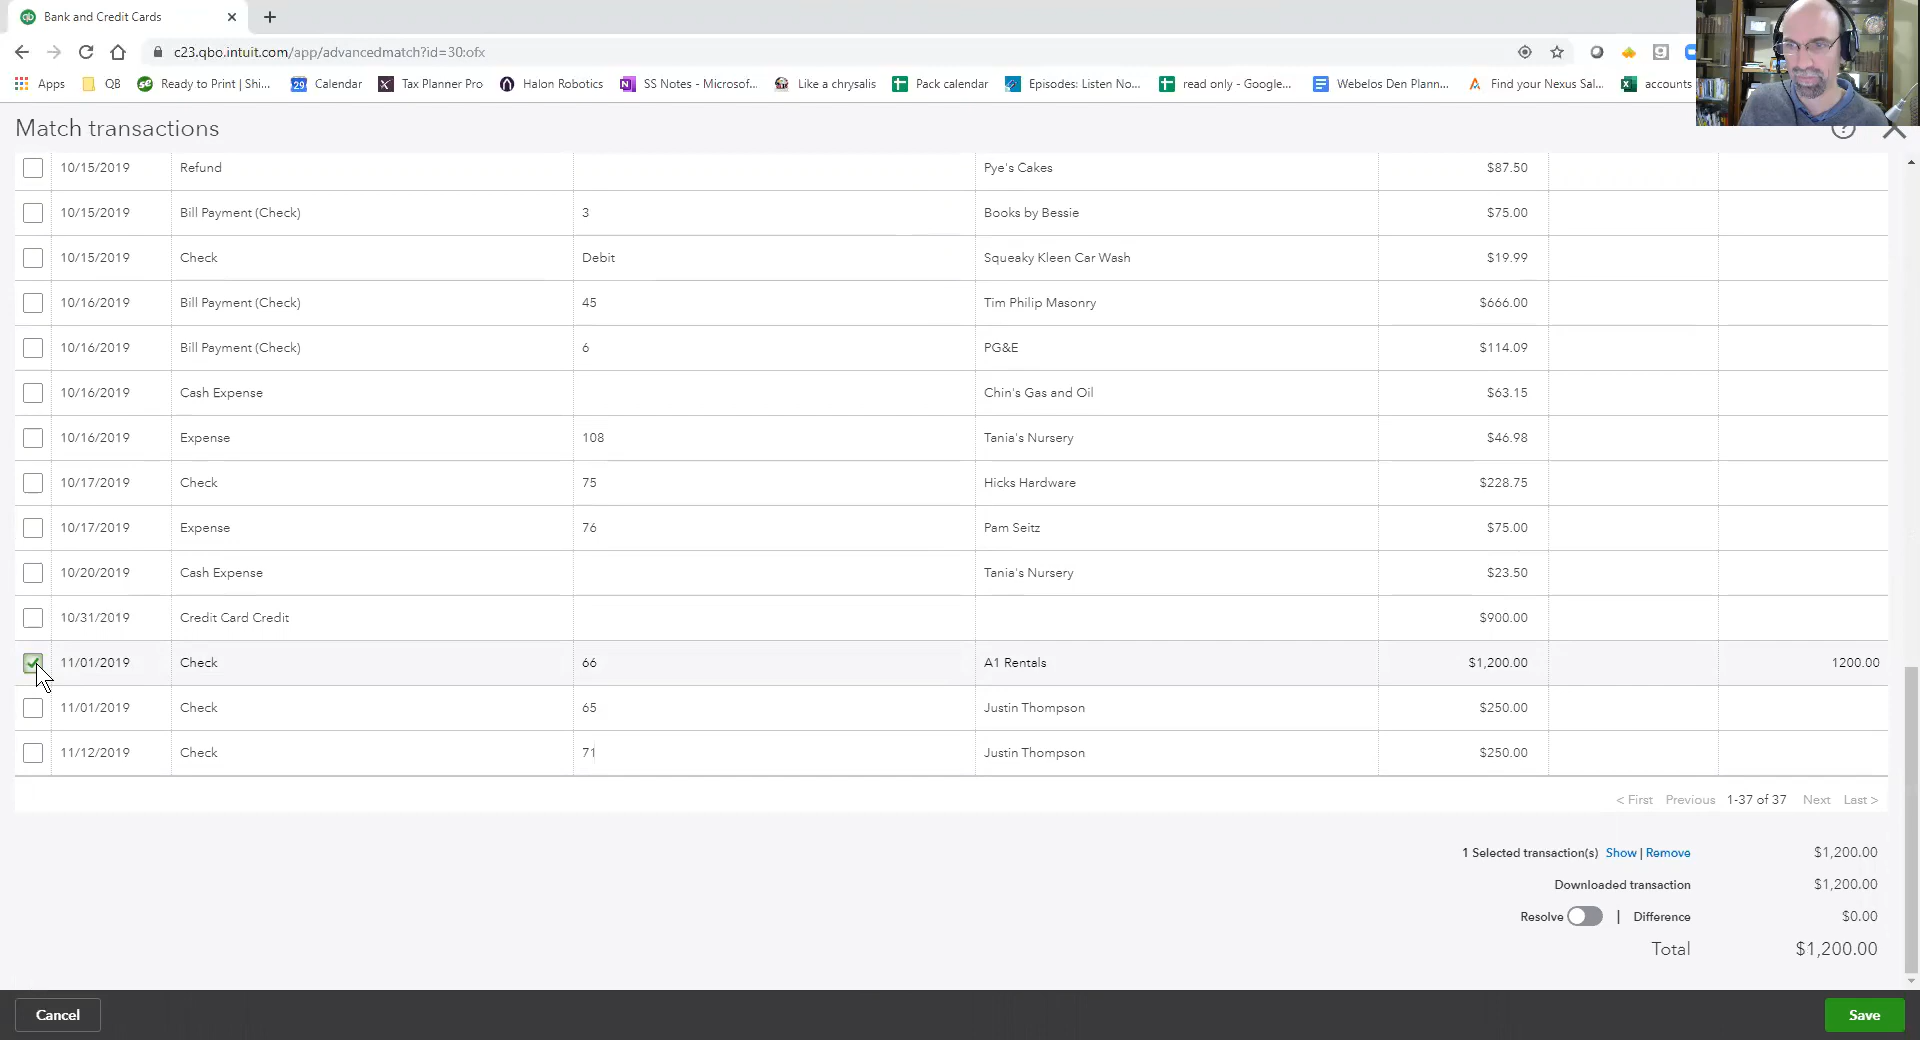 Bank and Credit Cards
c23.qbo.intuit.com/app/advancedmatch?id=30:ofx
Apps QB Ready to Print | Shi... Calendar Tax Planner Pro Halon Robotics SS Notes - Microsof... Like a chrysalis Pack calendar Episodes: Listen No... read only - Google... Webelos Den Plann... Find your Nexus Sal... accounts
Match transactions
10/15/2019 Refund Pye's Cakes $87.50
10/15/2019 Bill Payment (Check) 3 Books by Bessie $75.00
10/15/2019 Check Debit Squeaky Kleen Car Wash $19.99
10/16/2019 Bill Payment (Check) 45 Tim Philip Masonry $666.00
10/16/2019 Bill Payment (Check) 6 PG&E $114.09
10/16/2019 Cash Expense Chin's Gas and Oil $63.15
10/16/2019 Expense 108 Tania's Nursery $46.98
10/17/2019 Check 75 Hicks Hardware $228.75
10/17/2019 Expense 76 Pam Seitz $75.00
10/20/2019 Cash Expense Tania's Nursery $23.50
10/31/2019 Credit Card Credit $900.00
11/01/2019 Check 66 A1 Rentals $1,200.00 1200.00
11/01/2019 Check 65 Justin Thompson $250.00
11/12/2019 Check 71 Justin Thompson $250.00
< First Previous 1-37 of 37 Next Last >
1 Selected transaction(s) Show | Remove $1,200.00
Downloaded transaction $1,200.00
Resolve | Difference $0.00
Total $1,200.00
Cancel Save